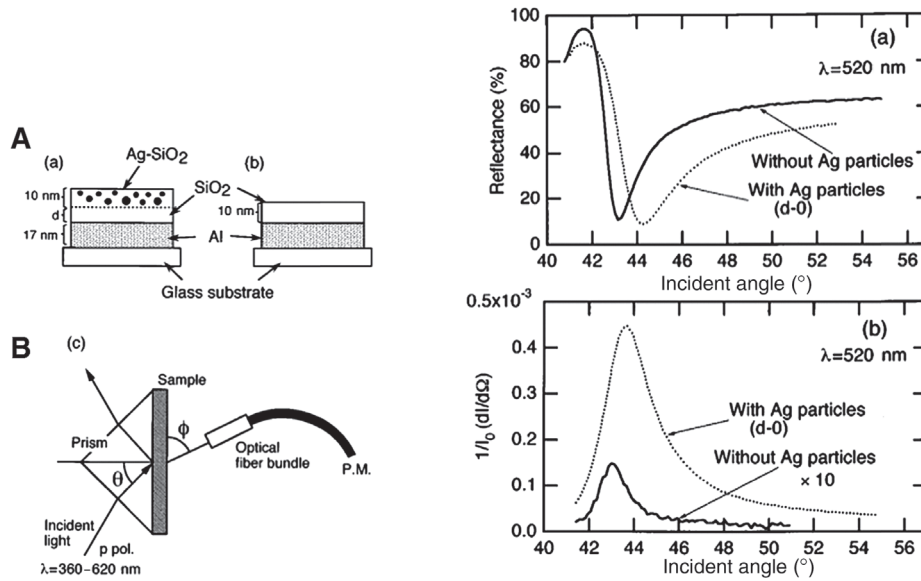 A
(a)
Ag-SiO2
(b)
10 nm
SiO2
d
10 nm
17 nm
Al
Glass substrate
B
(c)
Sample
ϕ
Prism
Optical
fiber bundle
P.M.
θ
Incident
light
p pol.
λ=360–620 nm
100
80
60
40
20
0
Reflectance (%)
(a)
λ=520 nm
Without Ag particles
With Ag particles
(d-0)
40 42 44 46 48 50 52 54 56
Incident angle (°)
0.5x10-3
0.4
0.3
0.2
0.1
0.0
1/I0 (dI/dΩ)
(b)
λ=520 nm
With Ag particles
(d-0)
Without Ag particles
× 10
40 42 44 46 48 50 52 54 56
Incident angle (°)